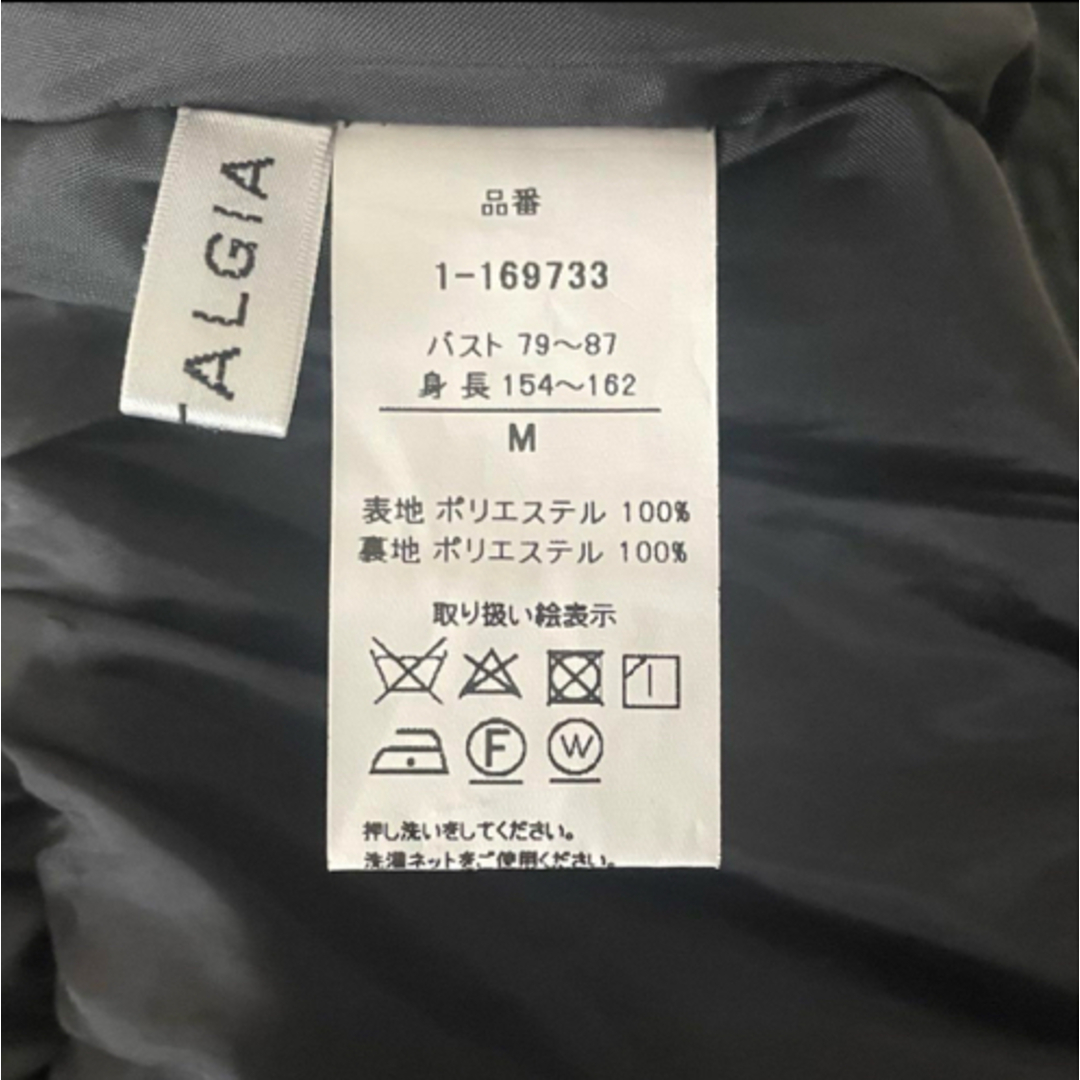 TALGIA
品番
1-169733
バスト 79〜87
身長 154〜162
M
表地 ポリエステル 100%
裏地 ポリエステル 100%
取り扱い絵表示
F
W
押し洗いをしてください。
洗濯ネットをご使用ください。